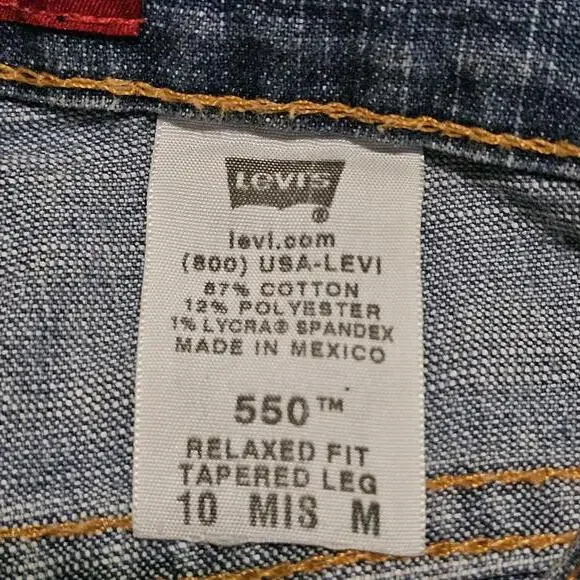 LEVI'S
®
levi.com
(800) USA-LEVI
87% COTTON
12% POLYESTER
1% LYCRA® SPANDEX
MADE IN MEXICO
550™
RELAXED FIT
TAPERED LEG
10 MIS M